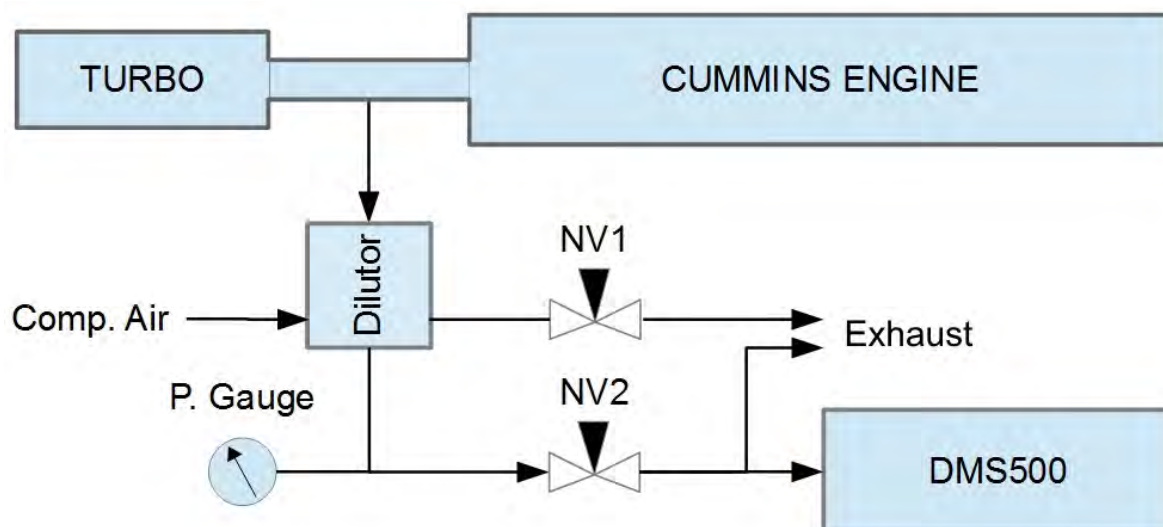 TURBO
CUMMINS ENGINE
Dilutor
NV1
Comp. Air
Exhaust
P. Gauge
NV2
DMS500